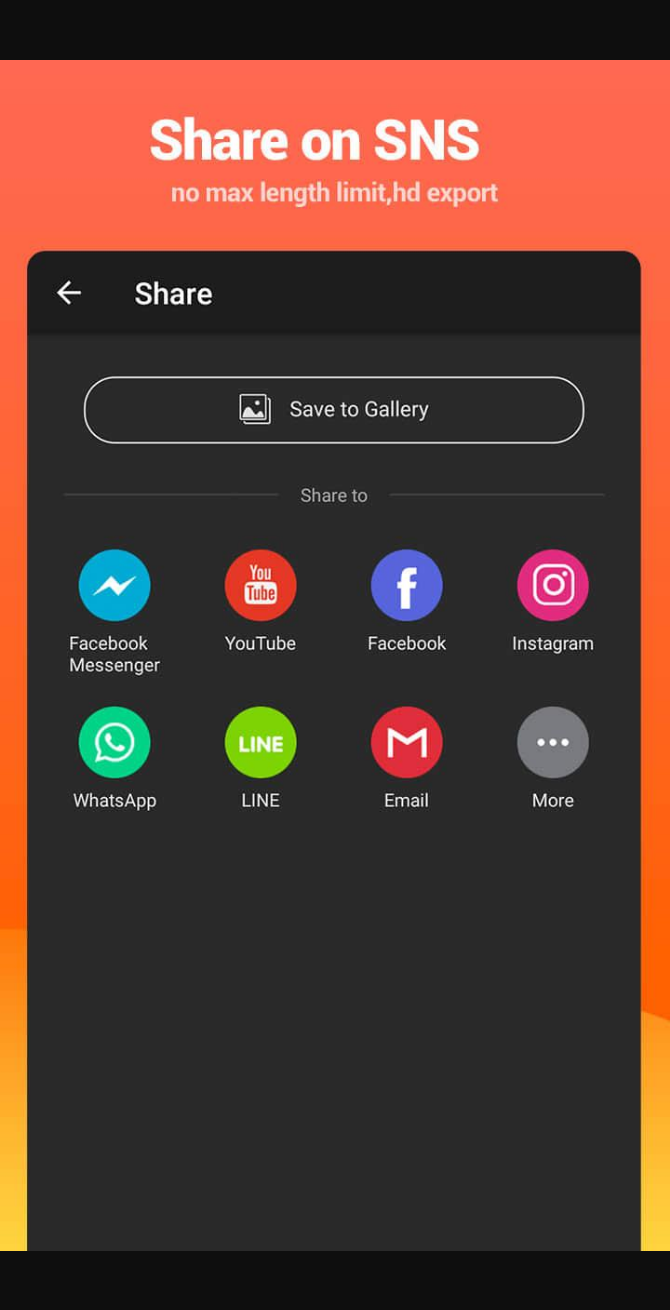 Share on SNS
no max length limit,hd export
Share
Save to Gallery
Share to
You
Tube
Facebook
Messenger
YouTube
Facebook
Instagram
LINE
WhatsApp
LINE
Email
More